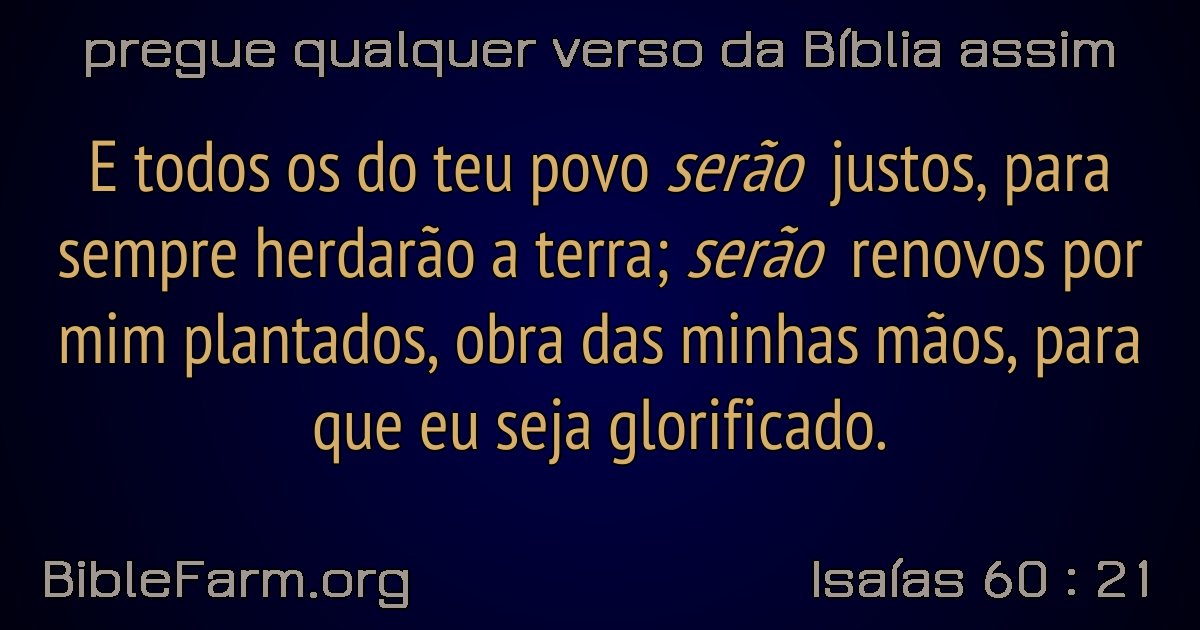 pregue qualquer verso da Bíblia assim
E todos os do teu povo serão justos, para
sempre herdarão a terra; serão renovos por
mim plantados, obra das minhas mãos, para
que eu seja glorificado.
BibleFarm.org
Isaías 60 : 21